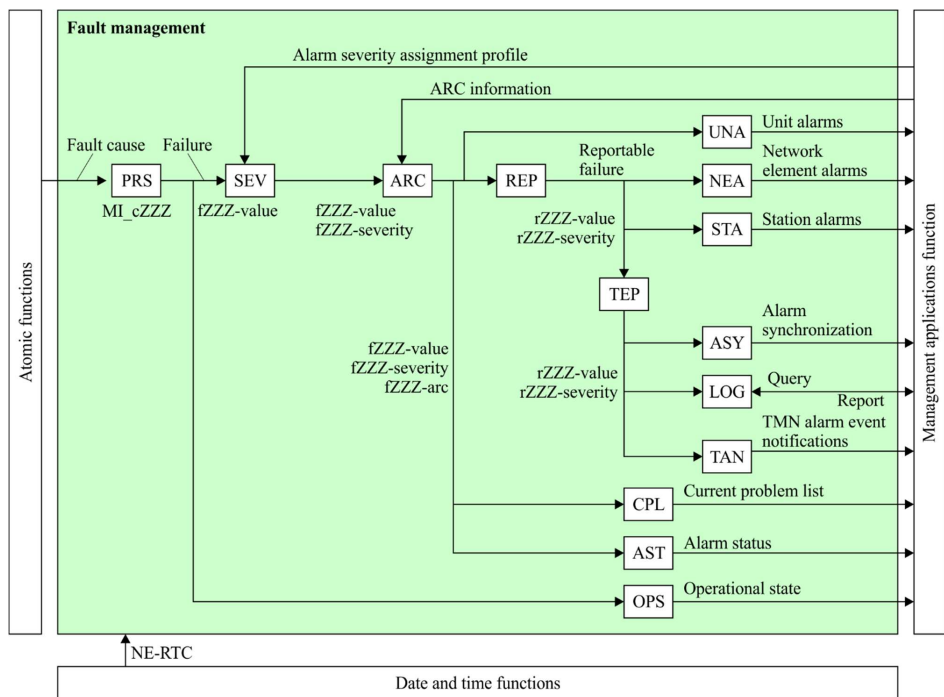 Fault management
Alarm severity assignment profile
ARC information
Unit alarms
UNA
Fault cause
Failure
Reportable
failure
Network
element alarms
PRS
SEV
ARC
REP
NEA
MI_cZZZ
fZZZ-value
fZZZ-value
fZZZ-severity
rZZZ-value
rZZZ-severity
Station alarms
STA
TEP
Alarm
synchronization
ASY
fZZZ-value
fZZZ-severity
fZZZ-arc
rZZZ-value
rZZZ-severity
LOG
Query
Report
TMN alarm event
notifications
TAN
Current problem list
CPL
Alarm status
AST
Operational state
OPS
Atomic functions
Management applications function
NE-RTC
Date and time functions